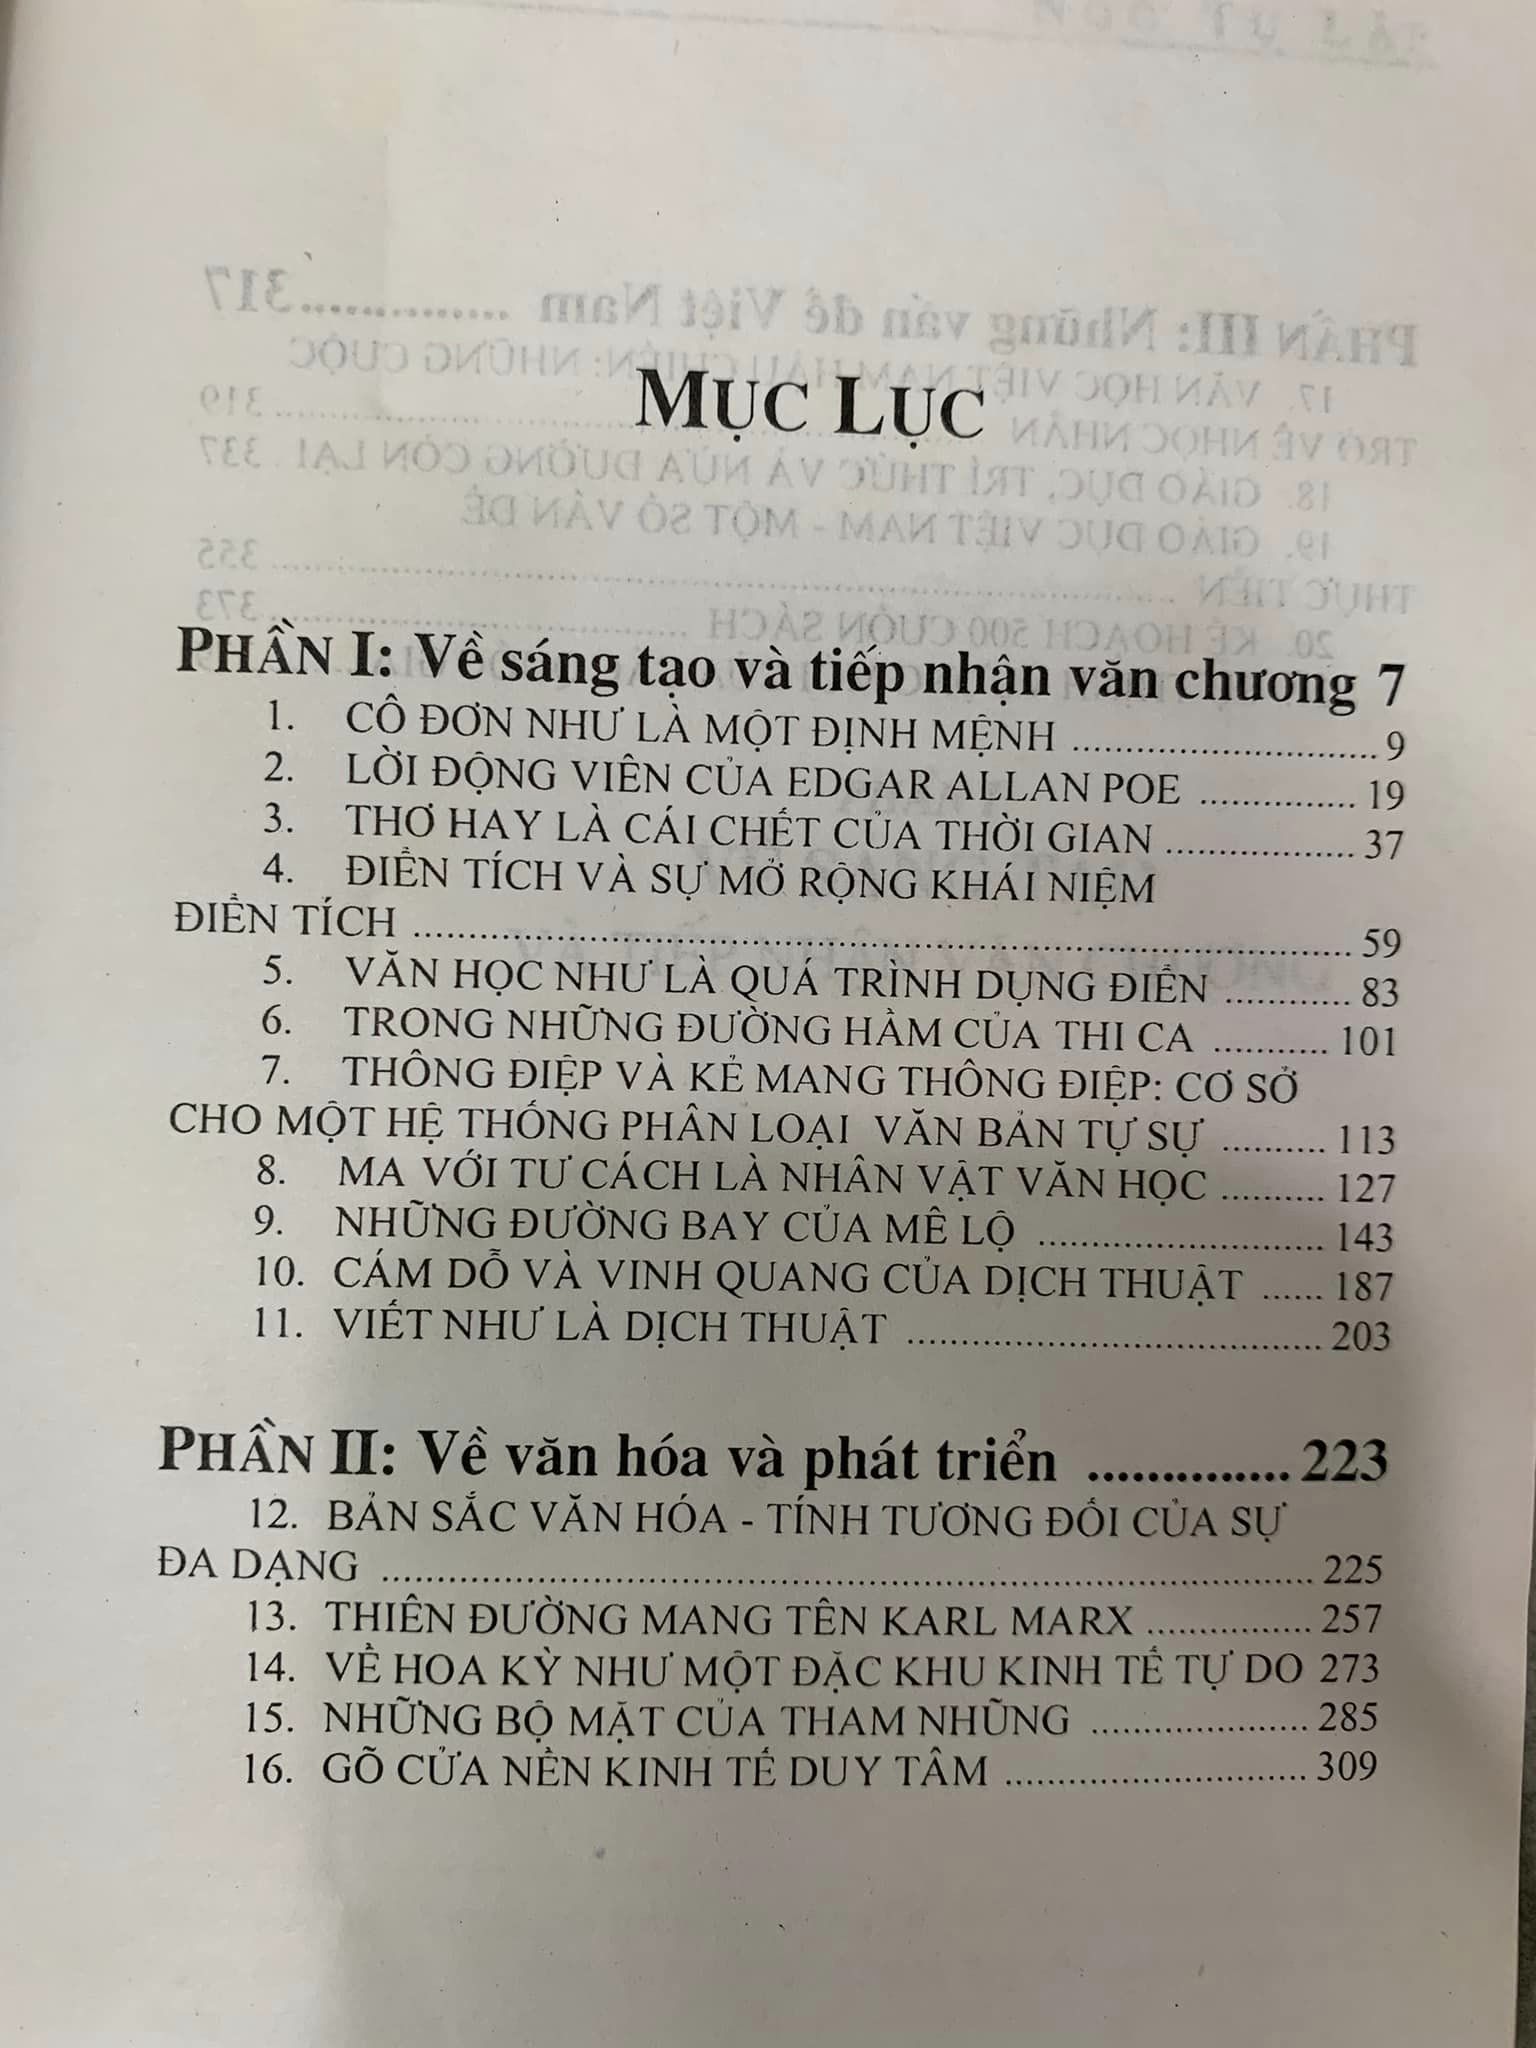 MỤC LỤC
PHẦN I: Về sáng tạo và tiếp nhận văn chương 7
1. CÔ ĐƠN NHƯ LÀ MỘT ĐỊNH MỆNH ............................ 9
2. LỜI ĐỘNG VIÊN CỦA EDGAR ALLAN POE .............. 19
3. THƠ HAY LÀ CÁI CHẾT CỦA THỜI GIAN ................. 37
4. ĐIỂN TÍCH VÀ SỰ MỞ RỘNG KHÁI NIỆM
ĐIỂN TÍCH .................................................................................... 59
5. VĂN HỌC NHƯ LÀ QUÁ TRÌNH DỤNG ĐIỂN ............ 83
6. TRONG NHỮNG ĐƯỜNG HẦM CỦA THI CA ........... 101
7. THÔNG ĐIỆP VÀ KẺ MANG THÔNG ĐIỆP: CƠ SỞ
CHO MỘT HỆ THỐNG PHÂN LOẠI VĂN BẢN TỰ SỰ .......... 113
8. MA VỚI TƯ CÁCH LÀ NHÂN VẬT VĂN HỌC .......... 127
9. NHỮNG ĐƯỜNG BAY CỦA MÊ LỘ .......................... 143
10. CÁM DỖ VÀ VINH QUANG CỦA DỊCH THUẬT ...... 187
11. VIẾT NHƯ LÀ DỊCH THUẬT ...................................... 203
PHẦN II: Về văn hóa và phát triển .............. 223
12. BẢN SẮC VĂN HÓA - TÍNH TƯƠNG ĐỐI CỦA SỰ
ĐA DẠNG ..................................................................................... 225
13. THIÊN ĐƯỜNG MANG TÊN KARL MARX ............... 257
14. VỀ HOA KỲ NHƯ MỘT ĐẶC KHU KINH TẾ TỰ DO 273
15. NHỮNG BỘ MẶT CỦA THAM NHŨNG .................... 285
16. GÕ CỬA NỀN KINH TẾ DUY TÂM ............................ 309